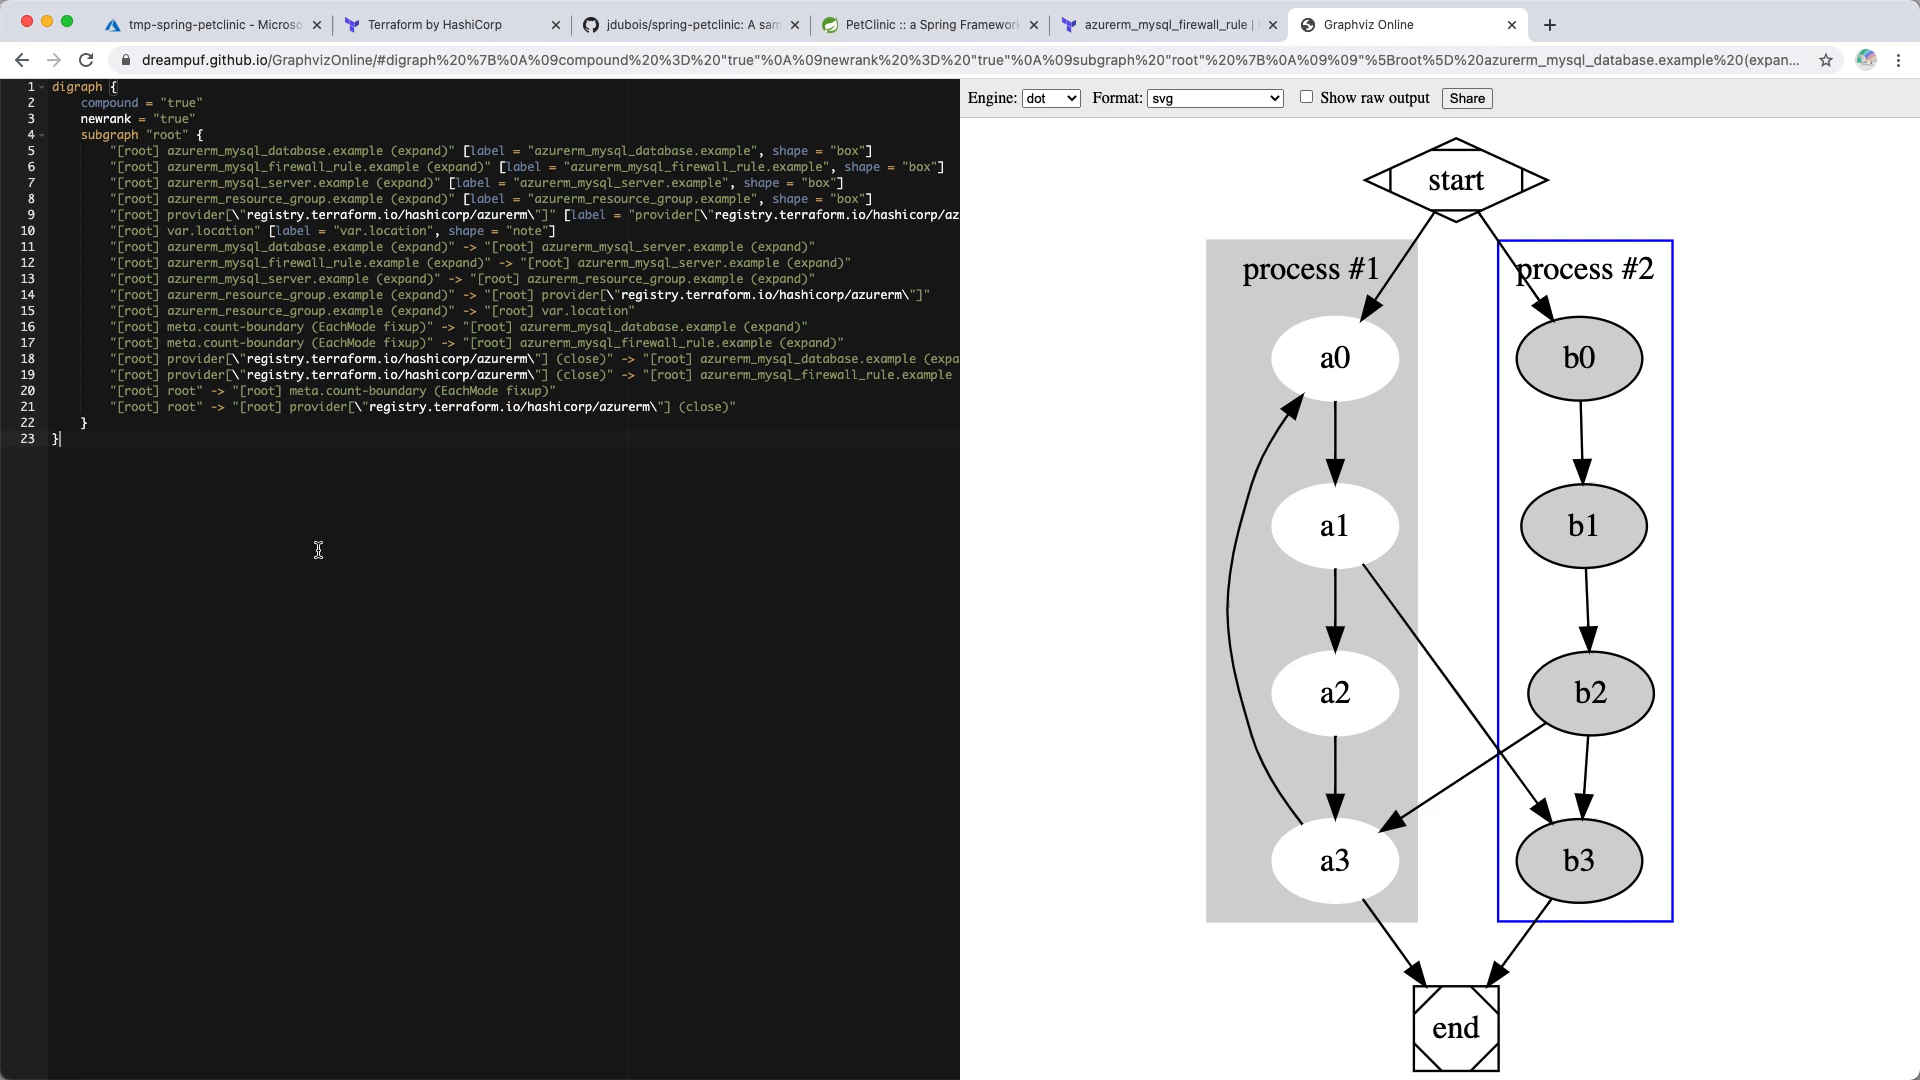 tmp-spring-petclinic - Microso
Terraform by HashiCorp
jdubois/spring-petclinic: A sam
PetClinic :: a Spring Framework
azurerm_mysql_firewall_rule |
Graphviz Online
dreampuf.github.io/GraphvizOnline/#digraph%20%7B%0A%09compound%20%3D%20"true"%0A%09newrank%20%3D%20"true"%0A%09subgraph%20"root"%20%7B%0A%09%09"%5Broot%5D%20azurerm_mysql_database.example%20(expan...
1 digraph {
2 compound = "true"
3 newrank = "true"
4 subgraph "root" {
5 "[root] azurerm_mysql_database.example (expand)" [label = "azurerm_mysql_database.example", shape = "box"]
6 "[root] azurerm_mysql_firewall_rule.example (expand)" [label = "azurerm_mysql_firewall_rule.example", shape = "box"]
7 "[root] azurerm_mysql_server.example (expand)" [label = "azurerm_mysql_server.example", shape = "box"]
8 "[root] azurerm_resource_group.example (expand)" [label = "azurerm_resource_group.example", shape = "box"]
9 "[root] provider[\"registry.terraform.io/hashicorp/azurerm\"]" [label = "provider[\"registry.terraform.io/hashicorp/az
10 "[root] var.location" [label = "var.location", shape = "note"]
11 "[root] azurerm_mysql_database.example (expand)" -> "[root] azurerm_mysql_server.example (expand)"
12 "[root] azurerm_mysql_firewall_rule.example (expand)" -> "[root] azurerm_mysql_server.example (expand)"
13 "[root] azurerm_mysql_server.example (expand)" -> "[root] azurerm_resource_group.example (expand)"
14 "[root] azurerm_resource_group.example (expand)" -> "[root] provider[\"registry.terraform.io/hashicorp/azurerm\"]"
15 "[root] azurerm_resource_group.example (expand)" -> "[root] var.location"
16 "[root] meta.count-boundary (EachMode fixup)" -> "[root] azurerm_mysql_database.example (expand)"
17 "[root] meta.count-boundary (EachMode fixup)" -> "[root] azurerm_mysql_firewall_rule.example (expand)"
18 "[root] provider[\"registry.terraform.io/hashicorp/azurerm\"] (close)" -> "[root] azurerm_mysql_database.example (expa
19 "[root] provider[\"registry.terraform.io/hashicorp/azurerm\"] (close)" -> "[root] azurerm_mysql_firewall_rule.example
20 "[root] root" -> "[root] meta.count-boundary (EachMode fixup)"
21 "[root] root" -> "[root] provider[\"registry.terraform.io/hashicorp/azurerm\"] (close)"
22 }
23 }
Engine: dot Format: svg Show raw output Share
start
process #1 process #2
a0 b0
a1 b1
a2 b2
a3 b3
end